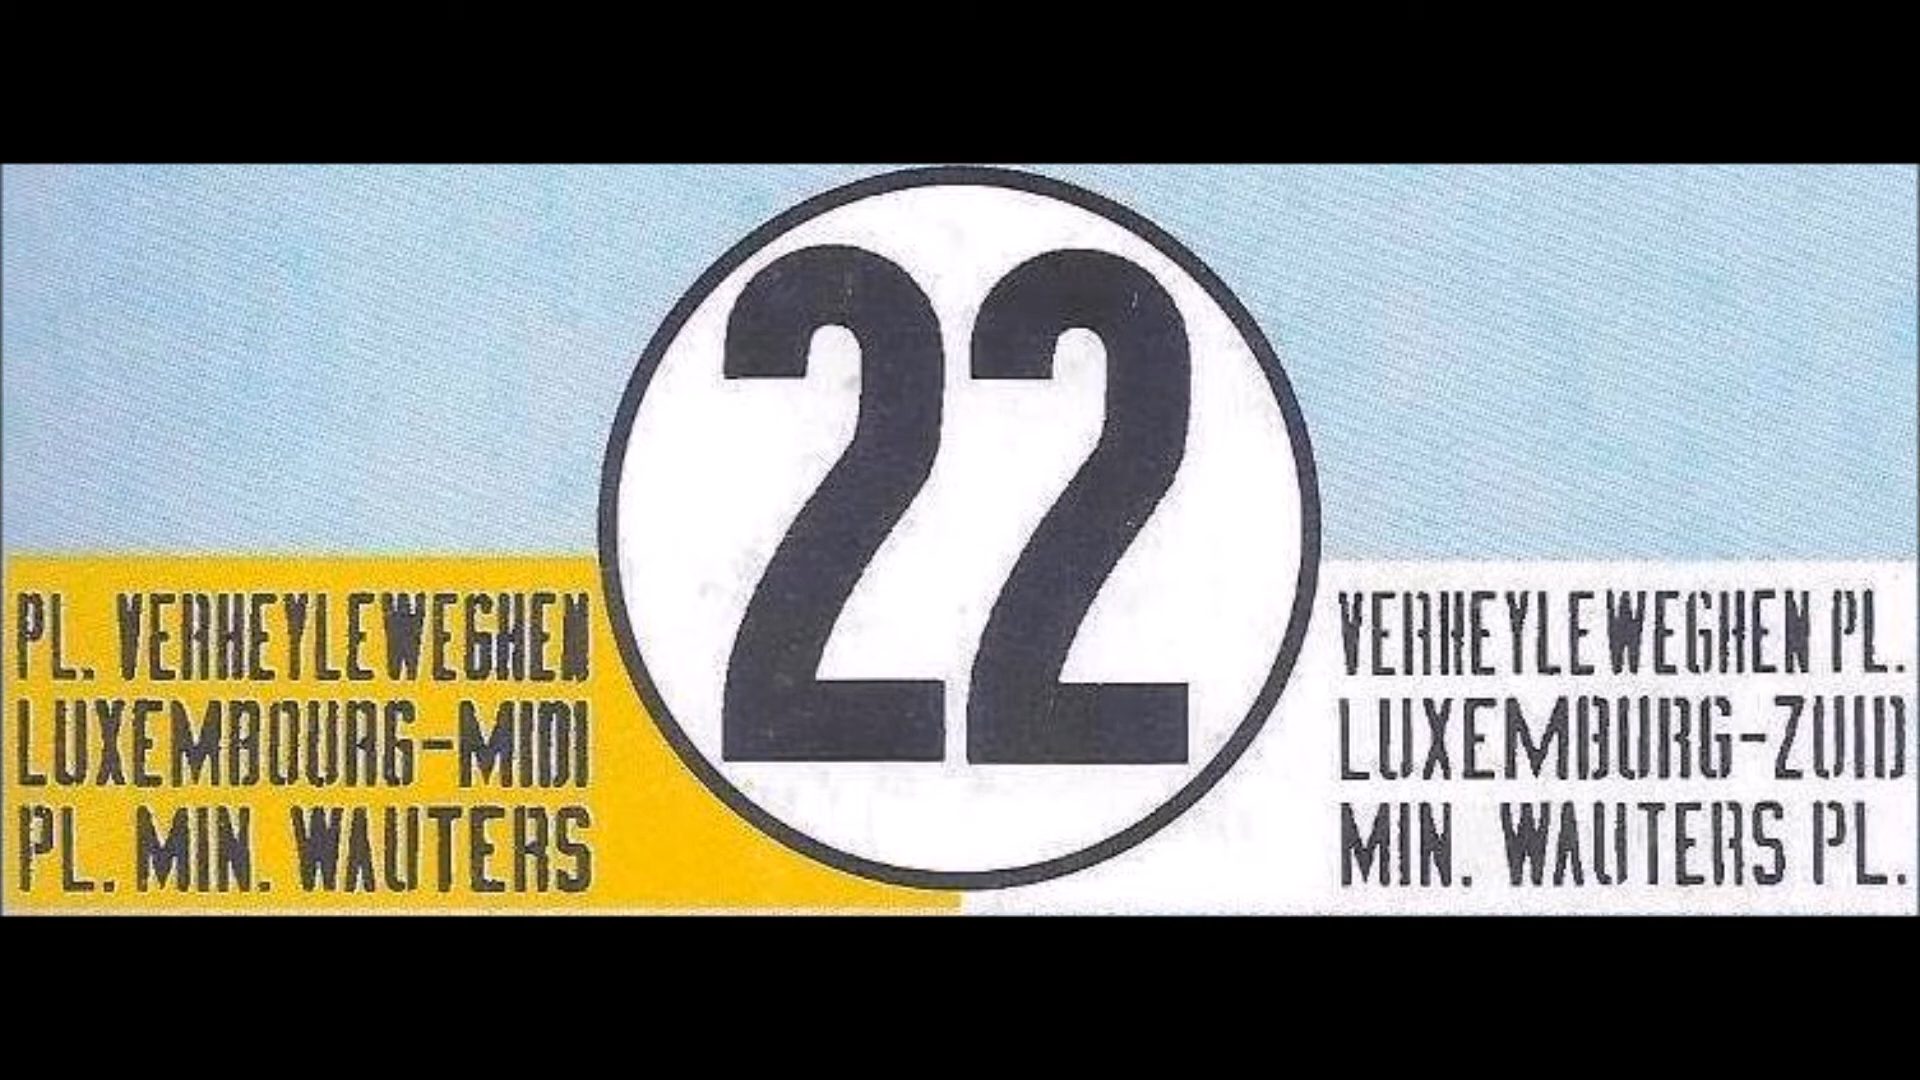 22
PL. VERHEYLEWEGHEN
LUXEMBOURG-MIDI
PL. MIN. WAUTERS
VERHEYLEWEGHEN PL.
LUXEMBURG-ZUID
MIN. WAUTERS PL.